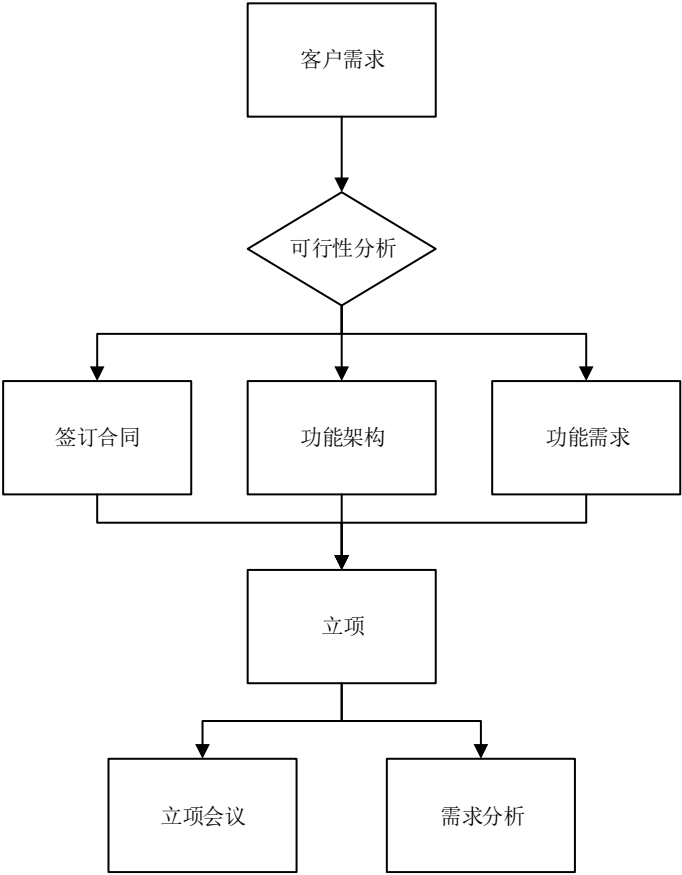 客户需求
可行性分析
签订合同
功能架构
功能需求
立项
立项会议
需求分析